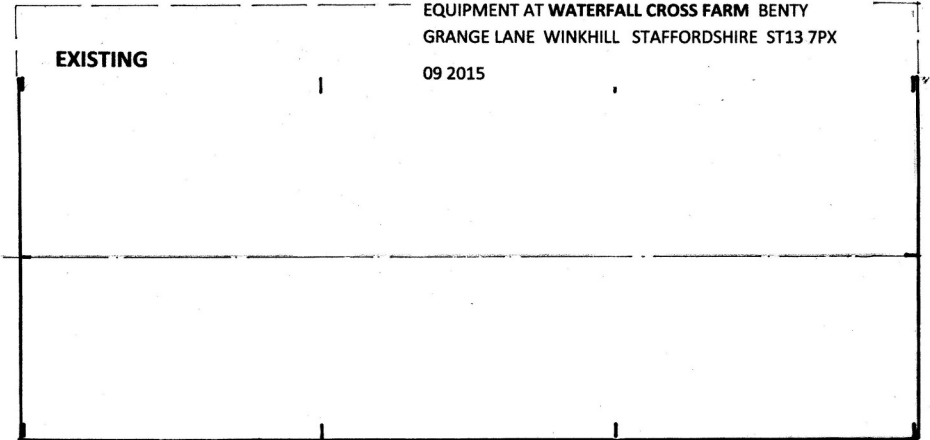 EQUIPMENT AT WATERFALL CROSS FARM BENTY
GRANGE LANE WINKHILL STAFFORDSHIRE ST13 7PX
EXISTING
09 2015